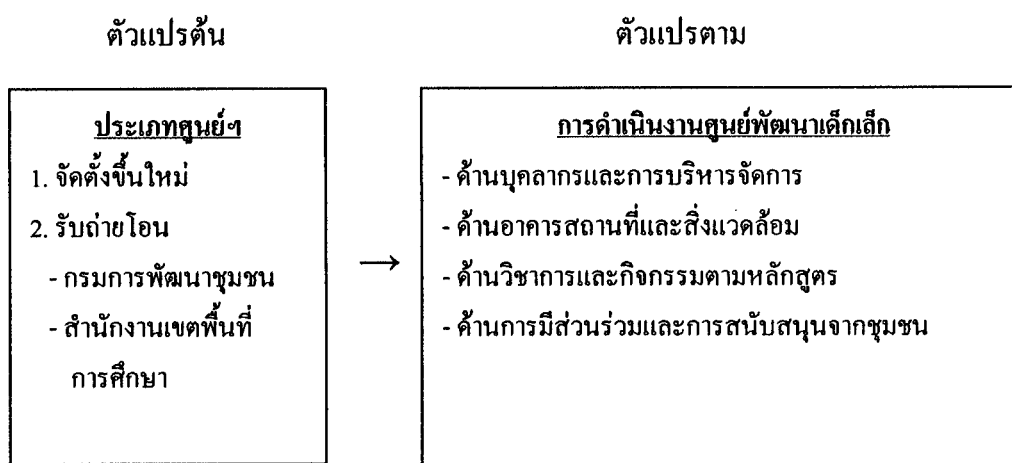 ตัวแปรต้น
ตัวแปรตาม
ประเภทศูนย์ฯ
1. จัดตั้งขึ้นใหม่
2. รับถ่ายโอน
- กรมการพัฒนาชุมชน
- สำนักงานเขตพื้นที่
การศึกษา
→
การดำเนินงานศูนย์พัฒนาเด็กเล็ก
- ด้านบุคลากรและการบริหารจัดการ
- ด้านอาคารสถานที่และสิ่งแวดล้อม
- ด้านวิชาการและกิจกรรมตามหลักสูตร
- ด้านการมีส่วนร่วมและการสนับสนุนจากชุมชน